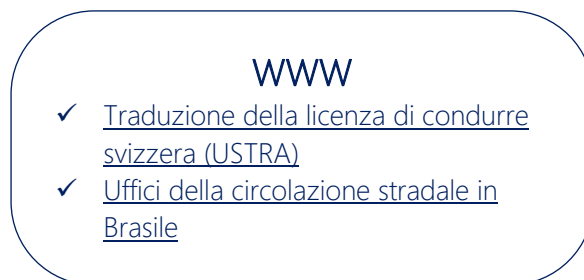 WWW
✓ Traduzione della licenza di condurre
svizzera (USTRA)
✓ Uffici della circolazione stradale in
Brasile